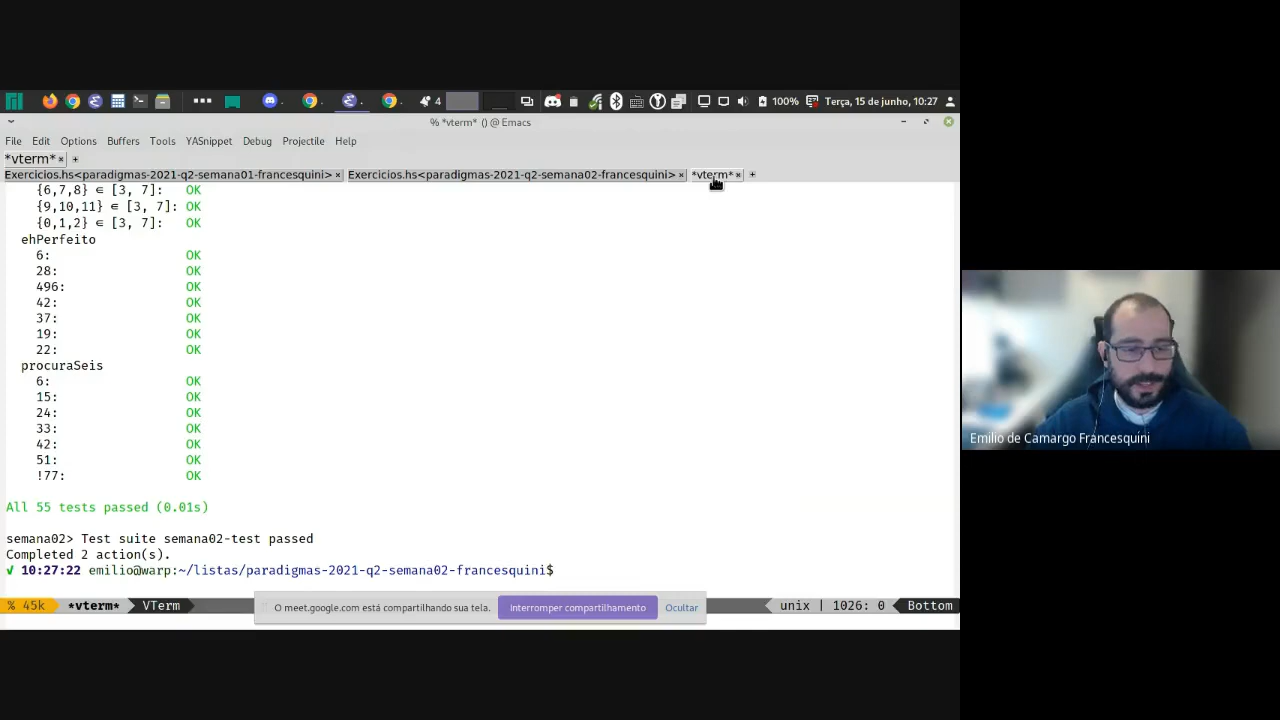 4
100%
Terça, 15 de junho, 10:27
% *vterm* () @ Emacs
File Edit Options Buffers Tools YASnippet Debug Projectile Help
*vterm* × +
Exercicios.hs<paradigmas-2021-q2-semana01-francesquini> × Exercicios.hs<paradigmas-2021-q2-semana02-francesquini> × *vterm* × +
{6,7,8} ∈ [3, 7]: OK
{9,10,11} ∈ [3, 7]: OK
{0,1,2} ∈ [3, 7]: OK
ehPerfeito
6: OK
28: OK
496: OK
42: OK
37: OK
19: OK
22: OK
procuraSeis
6: OK
15: OK
24: OK
33: OK
42: OK
51: OK
!77: OK
All 55 tests passed (0.01s)
semana02> Test suite semana02-test passed
Completed 2 action(s).
✔ 10:27:22 emilio@warp:~/listas/paradigmas-2021-q2-semana02-francesquini$
% 45k *vterm* VTerm unix | 1026: 0 Bottom
O meet.google.com está compartilhando sua tela. Interromper compartilhamento Ocultar
Emilio de Camargo Francesquini